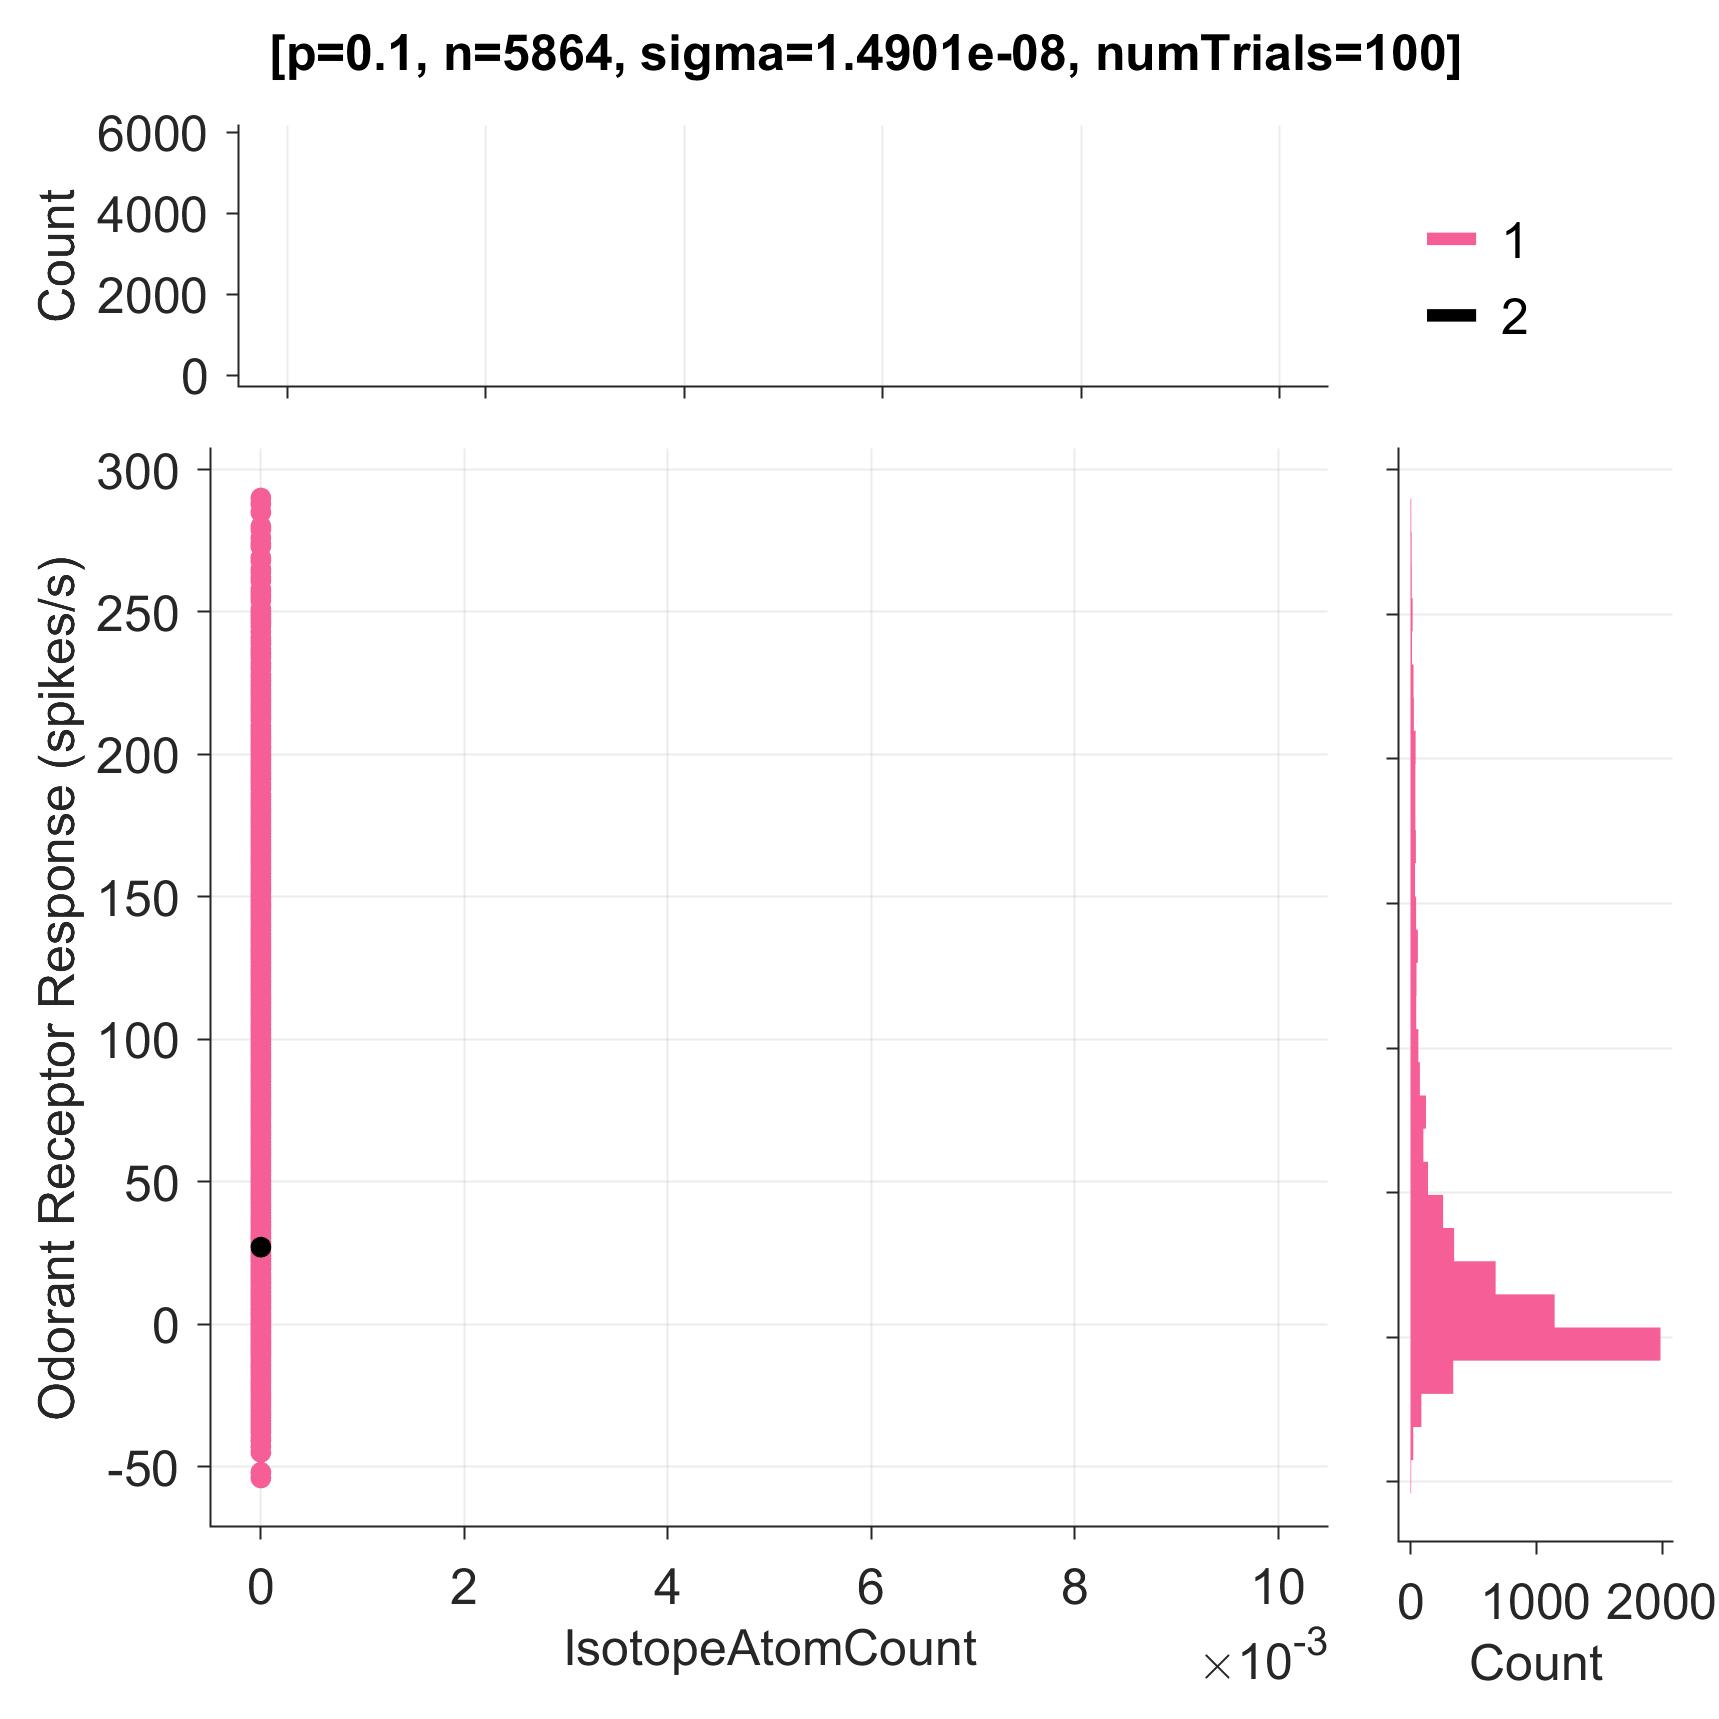 [p=0.1, n=5864, sigma=1.4901e-08, numTrials=100]
6000
4000
2000
0
Count
1
2
300
250
200
150
100
50
0
-50
Odorant Receptor Response (spikes/s)
0 2 4 6 8 10
IsotopeAtomCount
×10-3
0 1000 2000
Count